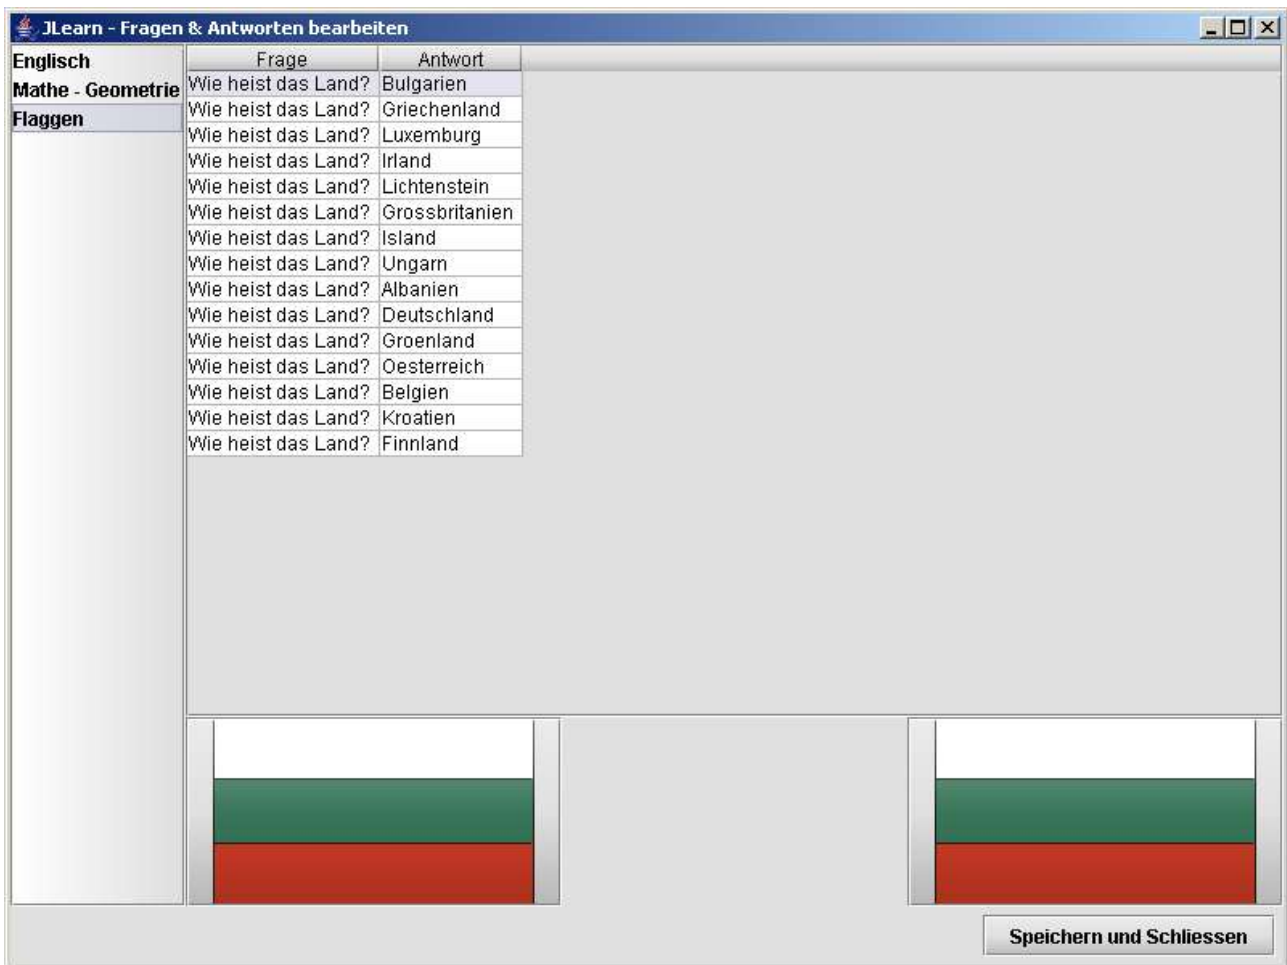 JLearn - Fragen & Antworten bearbeiten
Englisch
Mathe - Geometrie
Flaggen
Frage Antwort
Wie heist das Land? Bulgarien
Wie heist das Land? Griechenland
Wie heist das Land? Luxemburg
Wie heist das Land? Irland
Wie heist das Land? Lichtenstein
Wie heist das Land? Grossbritanien
Wie heist das Land? Island
Wie heist das Land? Ungarn
Wie heist das Land? Albanien
Wie heist das Land? Deutschland
Wie heist das Land? Groenland
Wie heist das Land? Oesterreich
Wie heist das Land? Belgien
Wie heist das Land? Kroatien
Wie heist das Land? Finnland
Speichern und Schliessen